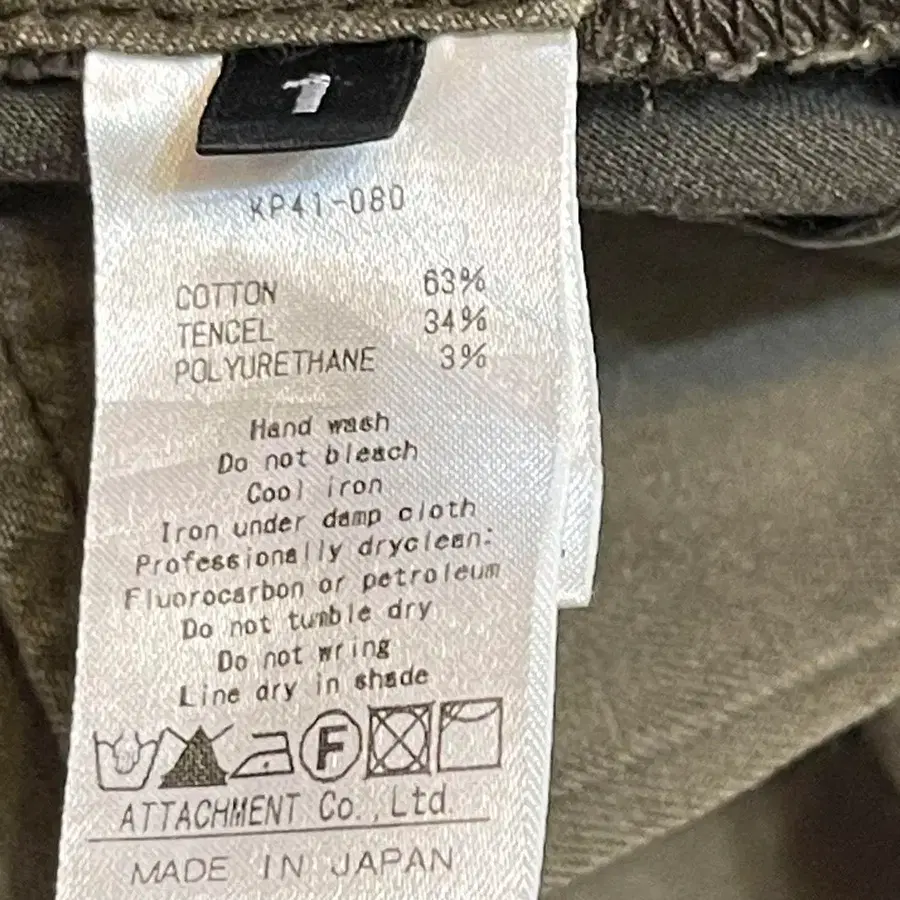 1
KP41-080
COTTON 63%
TENCEL 34%
POLYURETHANE 3%
Hand wash
Do not bleach
Cool iron
Iron under damp cloth
Professionally dryclean:
Fluorocarbon or petroleum
Do not tumble dry
Do not wring
Line dry in shade
F
ATTACHMENT Co.,Ltd.
MADE IN JAPAN